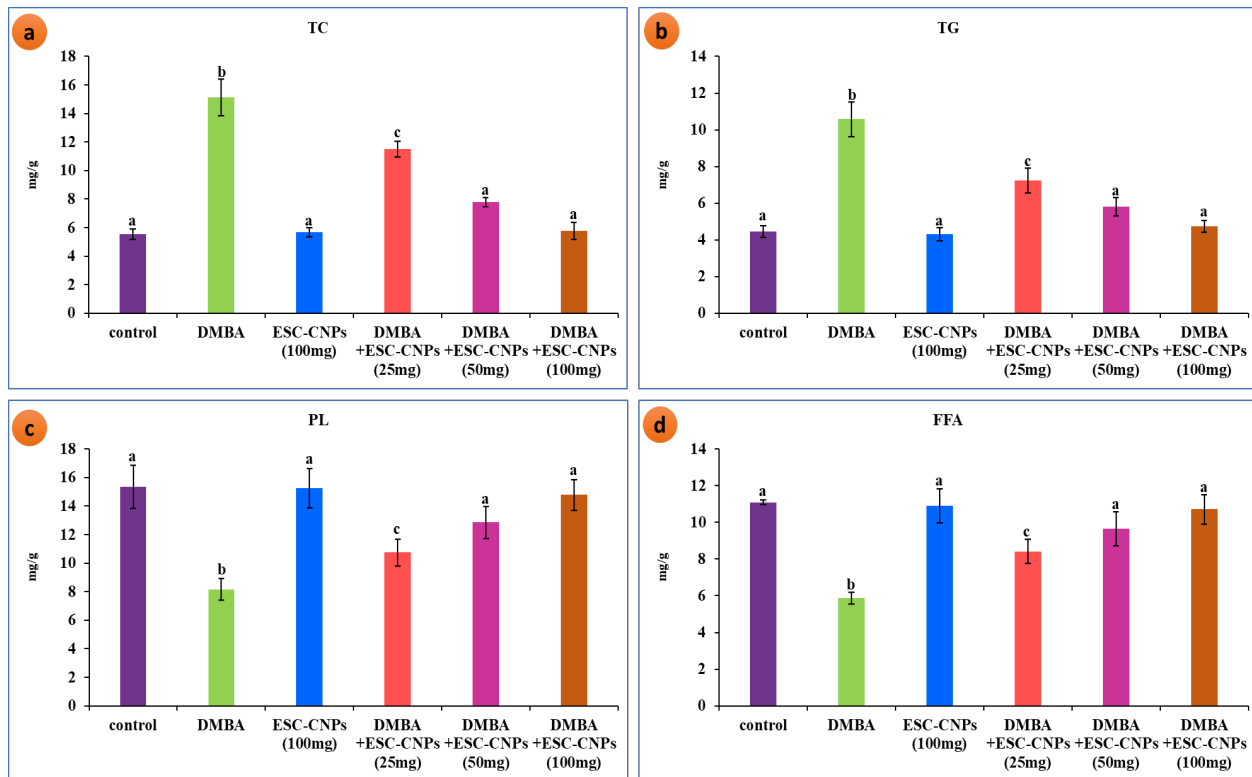 a
TC
mg/g
18
16
14
12
10
8
6
4
2
0
a
b
a
c
a
a
control
DMBA
ESC-CNPs
(100mg)
DMBA
+ESC-CNPs
(25mg)
DMBA
+ESC-CNPs
(50mg)
DMBA
+ESC-CNPs
(100mg)
b
TG
mg/g
14
12
10
8
6
4
2
0
a
b
a
c
a
a
control
DMBA
ESC-CNPs
(100mg)
DMBA
+ESC-CNPs
(25mg)
DMBA
+ESC-CNPs
(50mg)
DMBA
+ESC-CNPs
(100mg)
c
PL
mg/g
18
16
14
12
10
8
6
4
2
0
a
b
a
c
a
a
control
DMBA
ESC-CNPs
(100mg)
DMBA
+ESC-CNPs
(25mg)
DMBA
+ESC-CNPs
(50mg)
DMBA
+ESC-CNPs
(100mg)
d
FFA
mg/g
14
12
10
8
6
4
2
0
a
b
a
c
a
a
control
DMBA
ESC-CNPs
(100mg)
DMBA
+ESC-CNPs
(25mg)
DMBA
+ESC-CNPs
(50mg)
DMBA
+ESC-CNPs
(100mg)